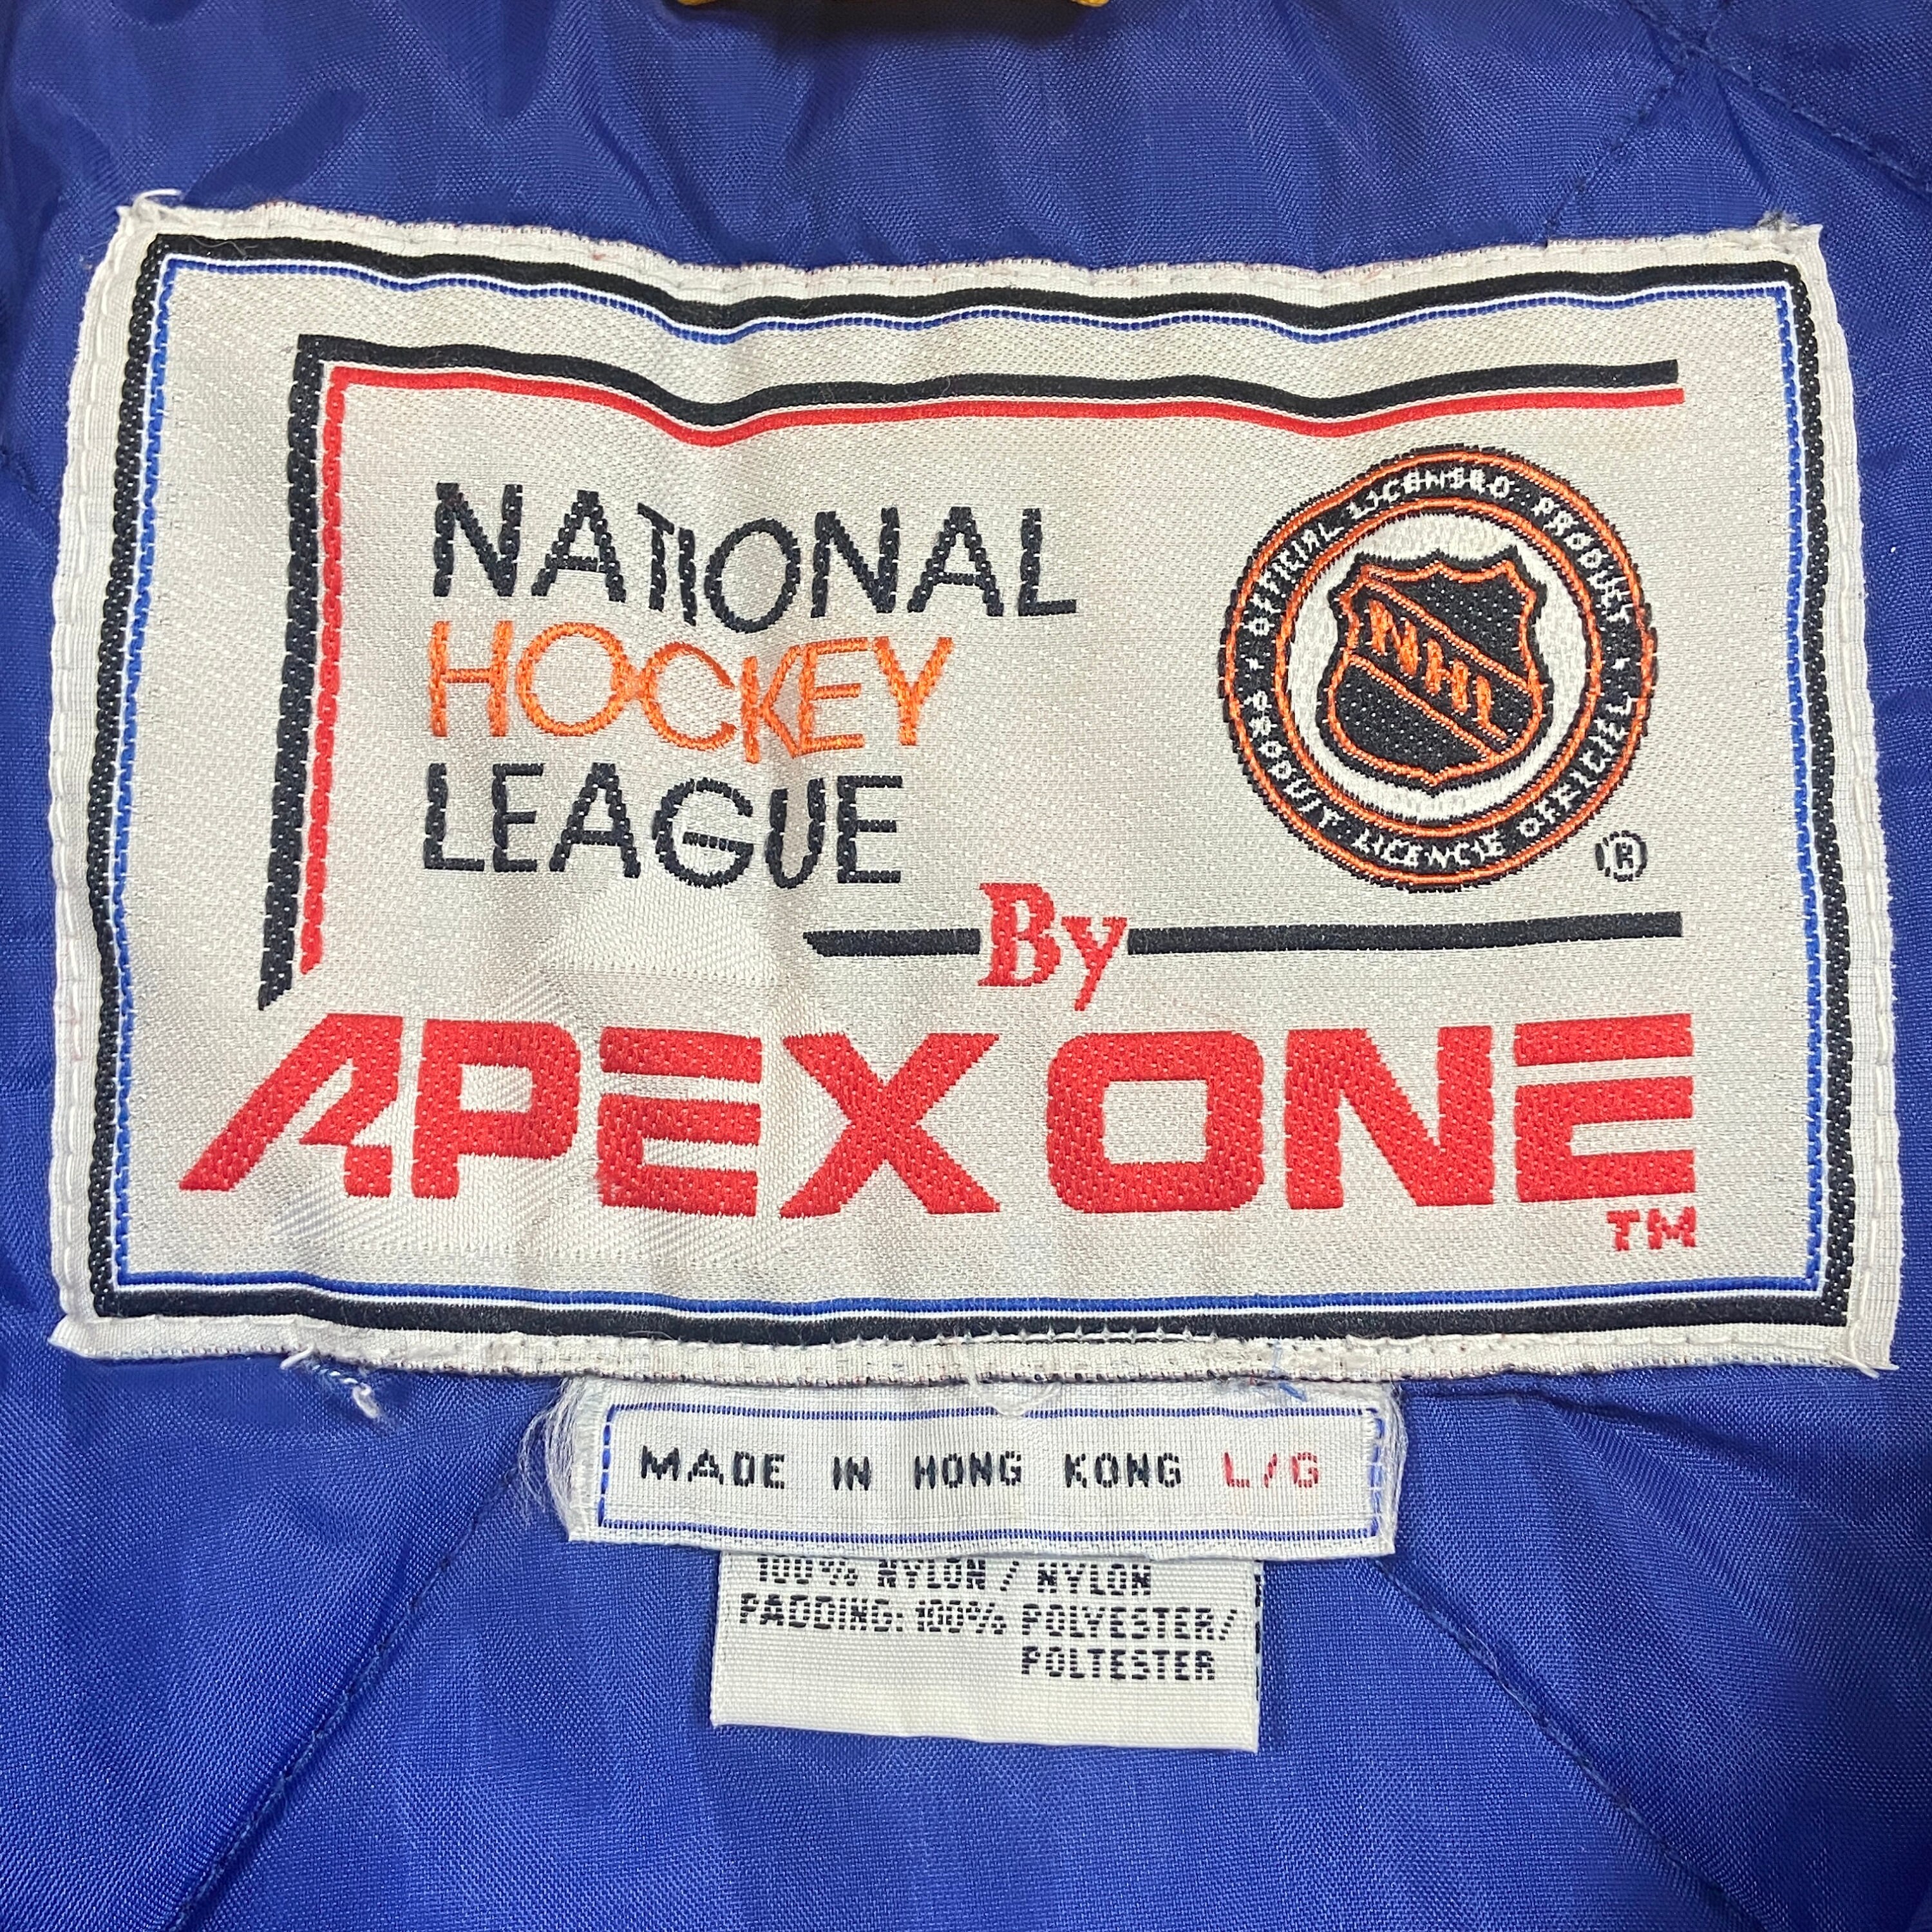 NATIONAL
HOCKEY
LEAGUE
OFFICIAL LICENSED PRODUCT
NHL
PRODUIT LICENCIE OFFICIEL
®
By
APEX ONE
TM
MADE IN HONG KONG L/G
100% NYLON / NYLON
PADDING: 100% POLYESTER/
POLTESTER